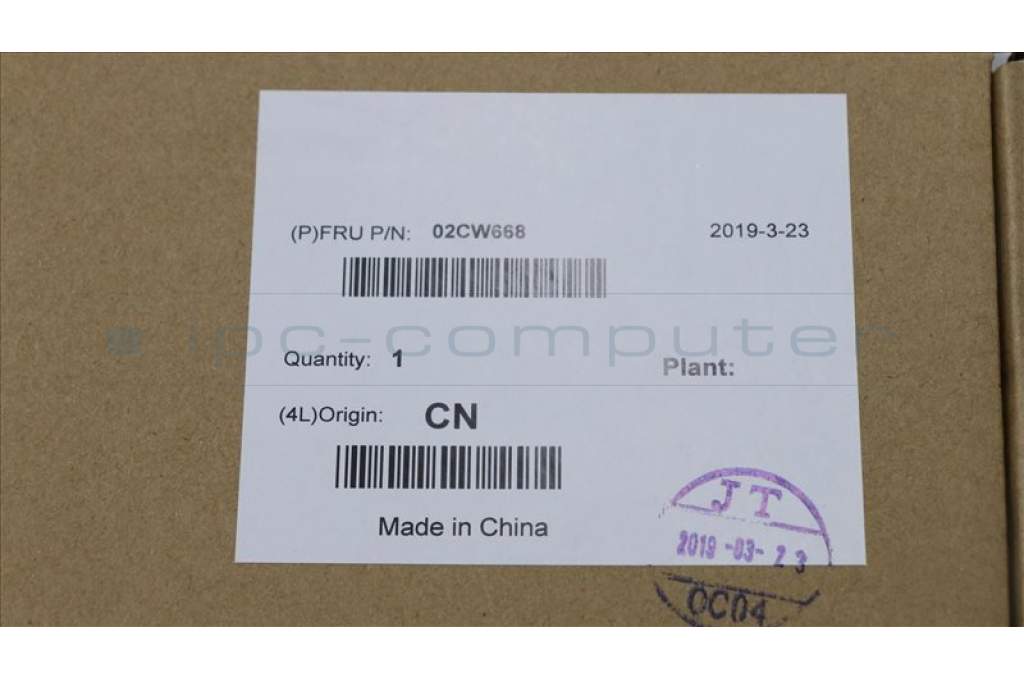 (P)FRU P/N: 02CW668 2019-3-23
ipc-computer
Quantity: 1 Plant:
(4L)Origin: CN
Made in China
JT
2019-03-23
OC04